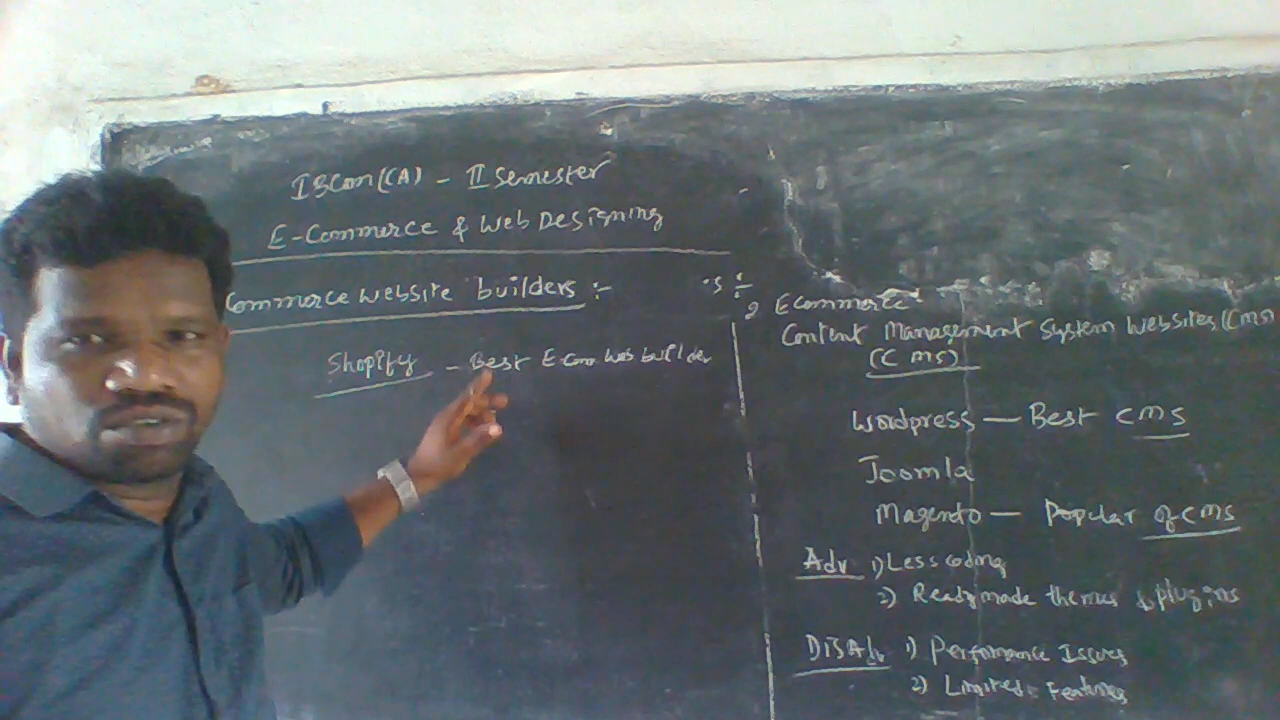 I BCom (CA) - II Semester
E-Commerce & Web Designing
Commerce Website builders :-
Shopify - Best E-Com Web builder
Ecommerce
Content Management System Websites (CMS)
(CMS)
Wordpress - Best CMS
Joomla
Magento - Popular of CMS
Adv 1) Less coding
2) Readymade themes & plugins
DISAdv 1) Performance Issues
2) Limited Features